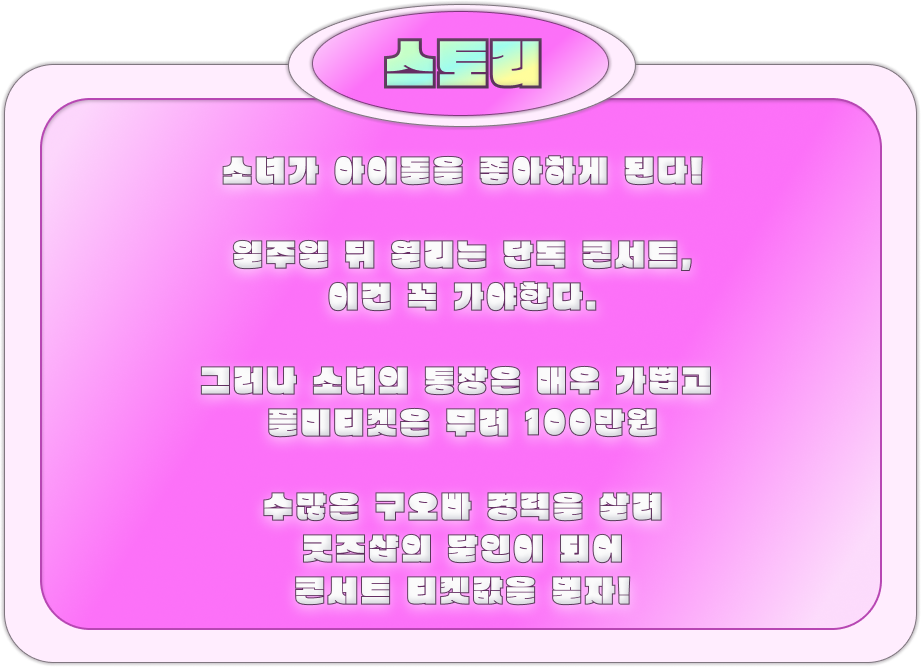 스토리
소녀가 아이돌을 좋아하게 된다!
일주일 뒤 열리는 단독 콘서트,
이건 꼭 가야한다.
그러나 소녀의 통장은 매우 가볍고
플미티켓은 무려 100만원
수많은 구오빠 경력을 살려
굿즈샵의 달인이 되어
콘서트 티켓값을 벌자!